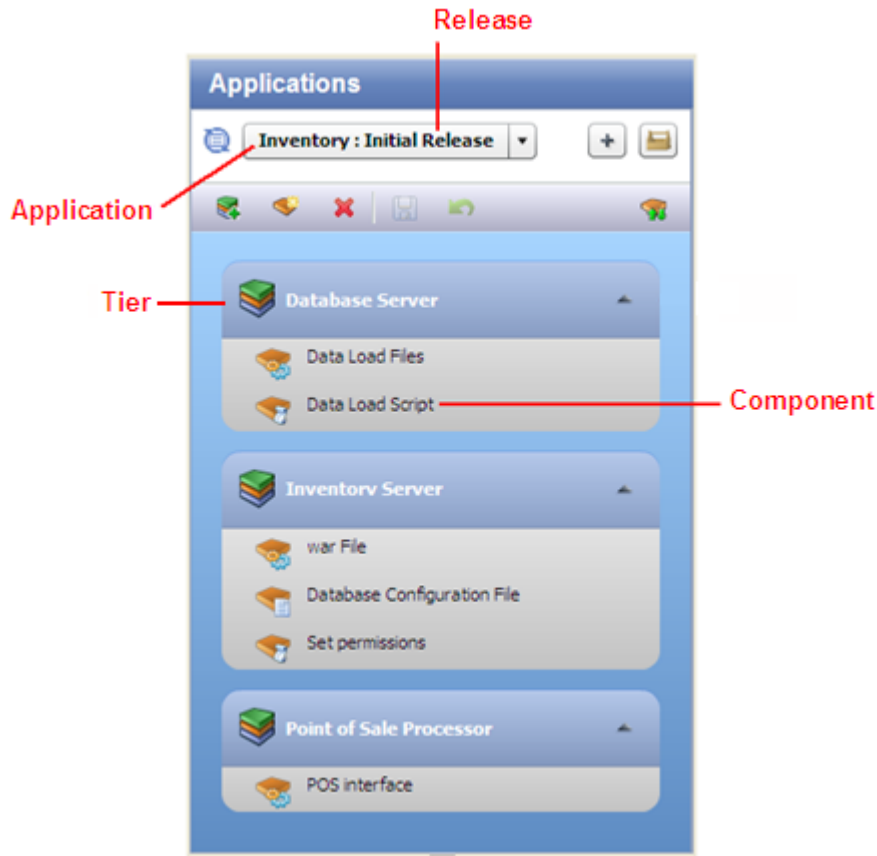 Release
Applications
Inventory : Initial Release
Application
Tier
Database Server
Data Load Files
Data Load Script
Component
Inventory Server
war File
Database Configuration File
Set permissions
Point of Sale Processor
POS interface